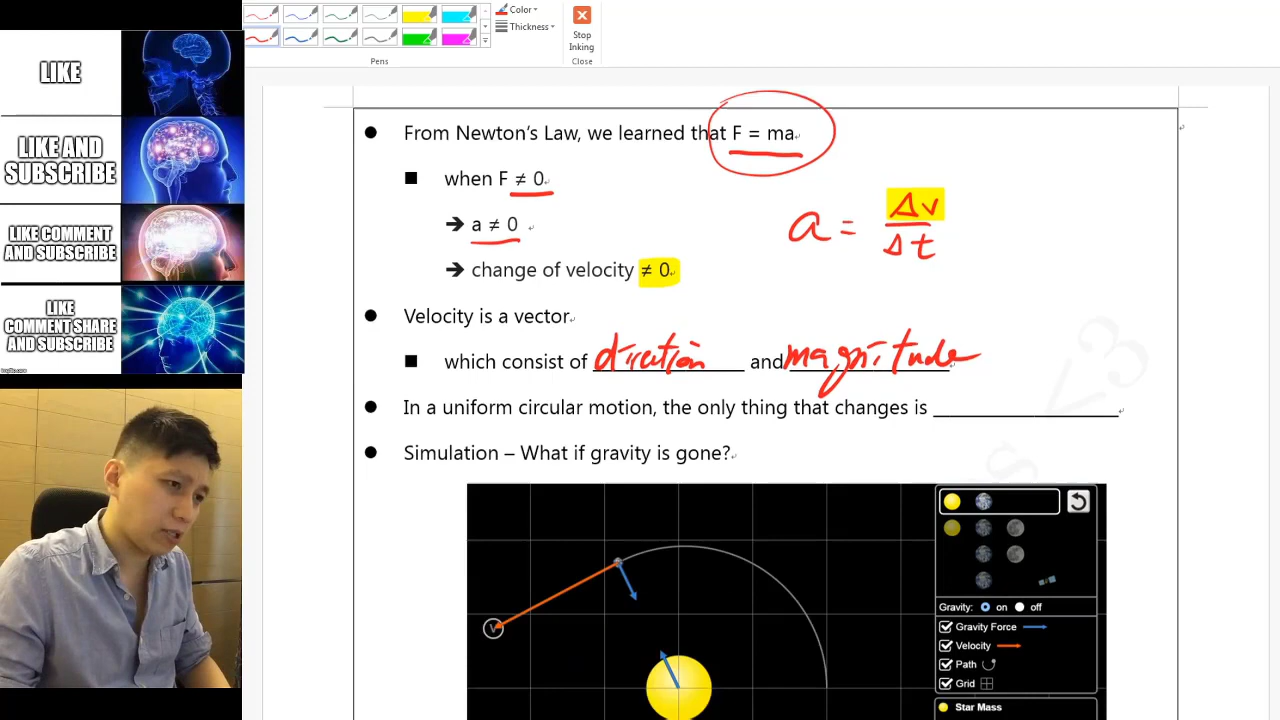 Color
Thickness
Stop
Inking
Pens
Close
LIKE
LIKE AND
SUBSCRIBE
LIKE COMMENT
AND SUBSCRIBE
LIKE
COMMENT SHARE
AND SUBSCRIBE
imgflip.com
● From Newton's Law, we learned that F = ma
■ when F ≠ 0
➔ a ≠ 0
a = Δv
Δt
➔ change of velocity ≠ 0
● Velocity is a vector
■ which consist of direction and magnitude
● In a uniform circular motion, the only thing that changes is ____________
● Simulation – What if gravity is gone?
V
Gravity: on off
Gravity Force
Velocity
Path
Grid
Star Mass